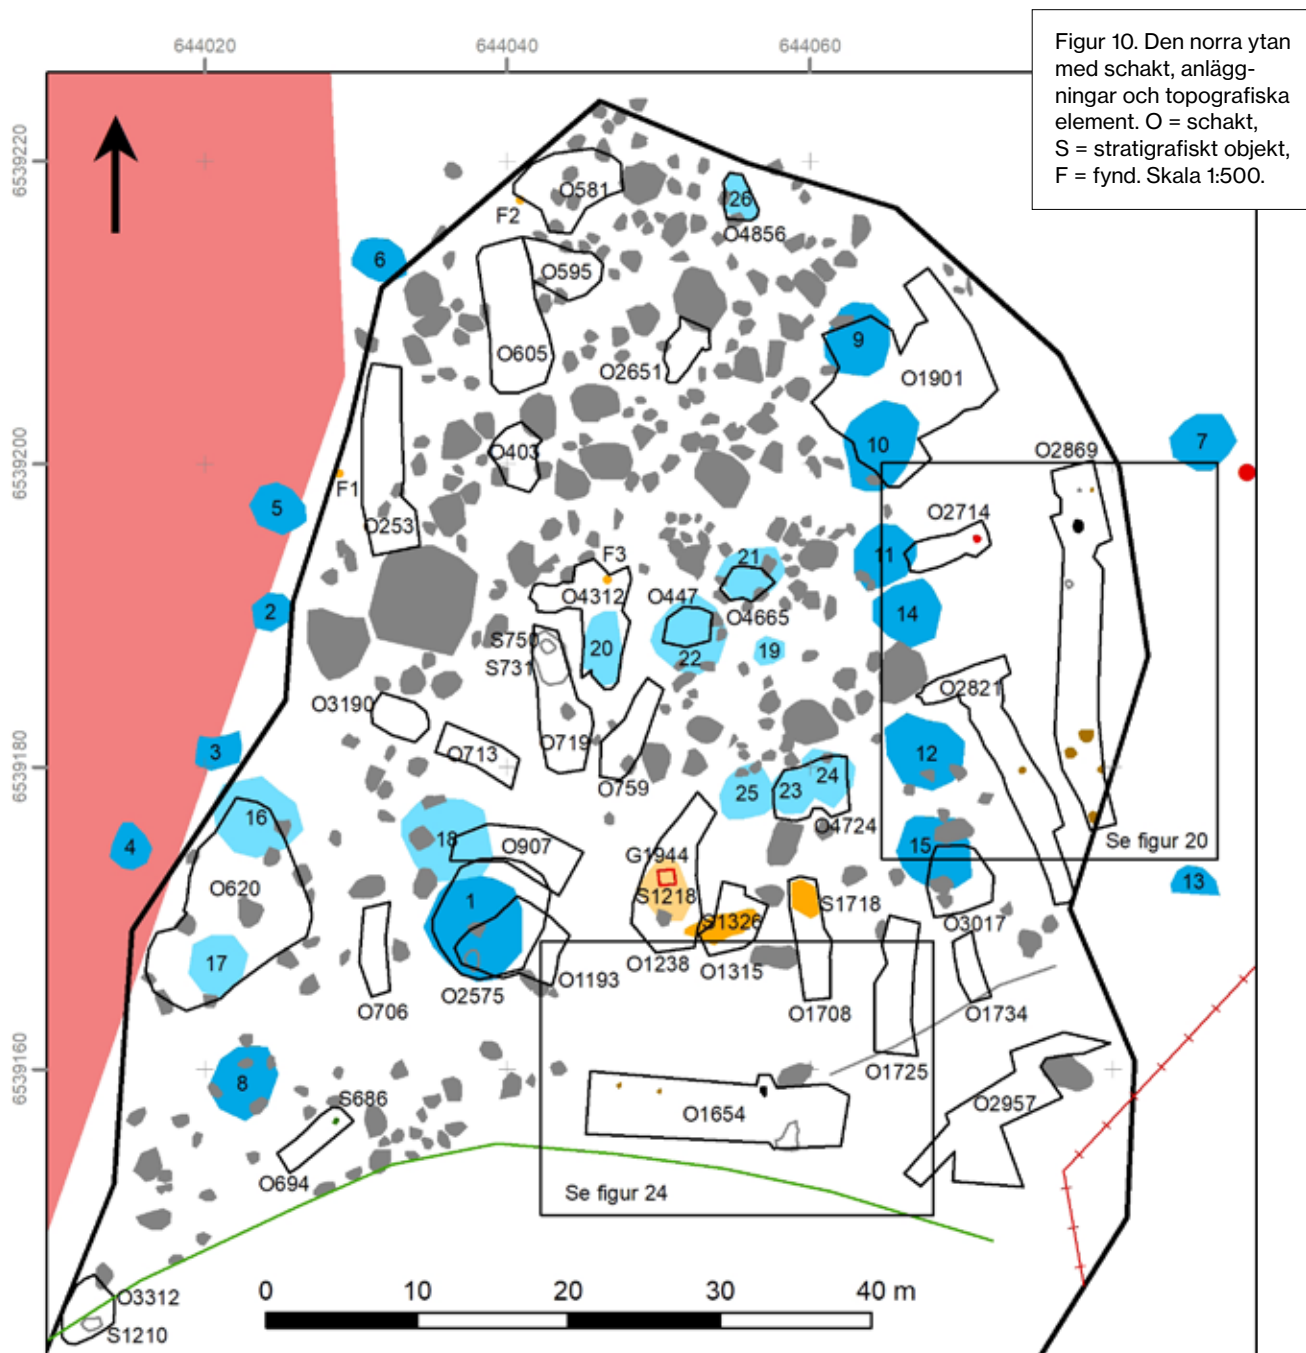 Figur 10. Den norra ytan
med schakt, anlägg-
ningar och topografiska
element. O = schakt,
S = stratigrafiskt objekt,
F = fynd. Skala 1:500.
644020
644040
644060
6539220
6539200
6539180
6539160
O581
F2
26
O4856
6
O595
O605
O2651
9
O1901
O403
10
7
O2869
F1
5
O253
O2714
21
11
F3
O4312
O447
O4665
2
14
S750
20
19
22
S731
O2821
O3190
3
O713
O719
12
O759
24
25
23
16
4
18
O4724
O907
15
Se figur 20
G1944
13
O620
1
S1218
S1718
S1326
O3017
17
O1238
O1315
O1193
O2575
O706
O1708
O1734
O1725
8
S686
O1654
O2957
O694
Se figur 24
O3312
S1210
0
10
20
30
40 m